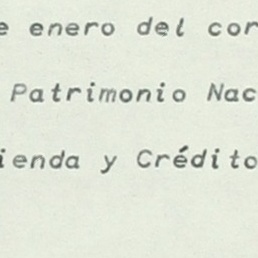 e enero del cor
Patrimonio Nac
ienda y Crédito